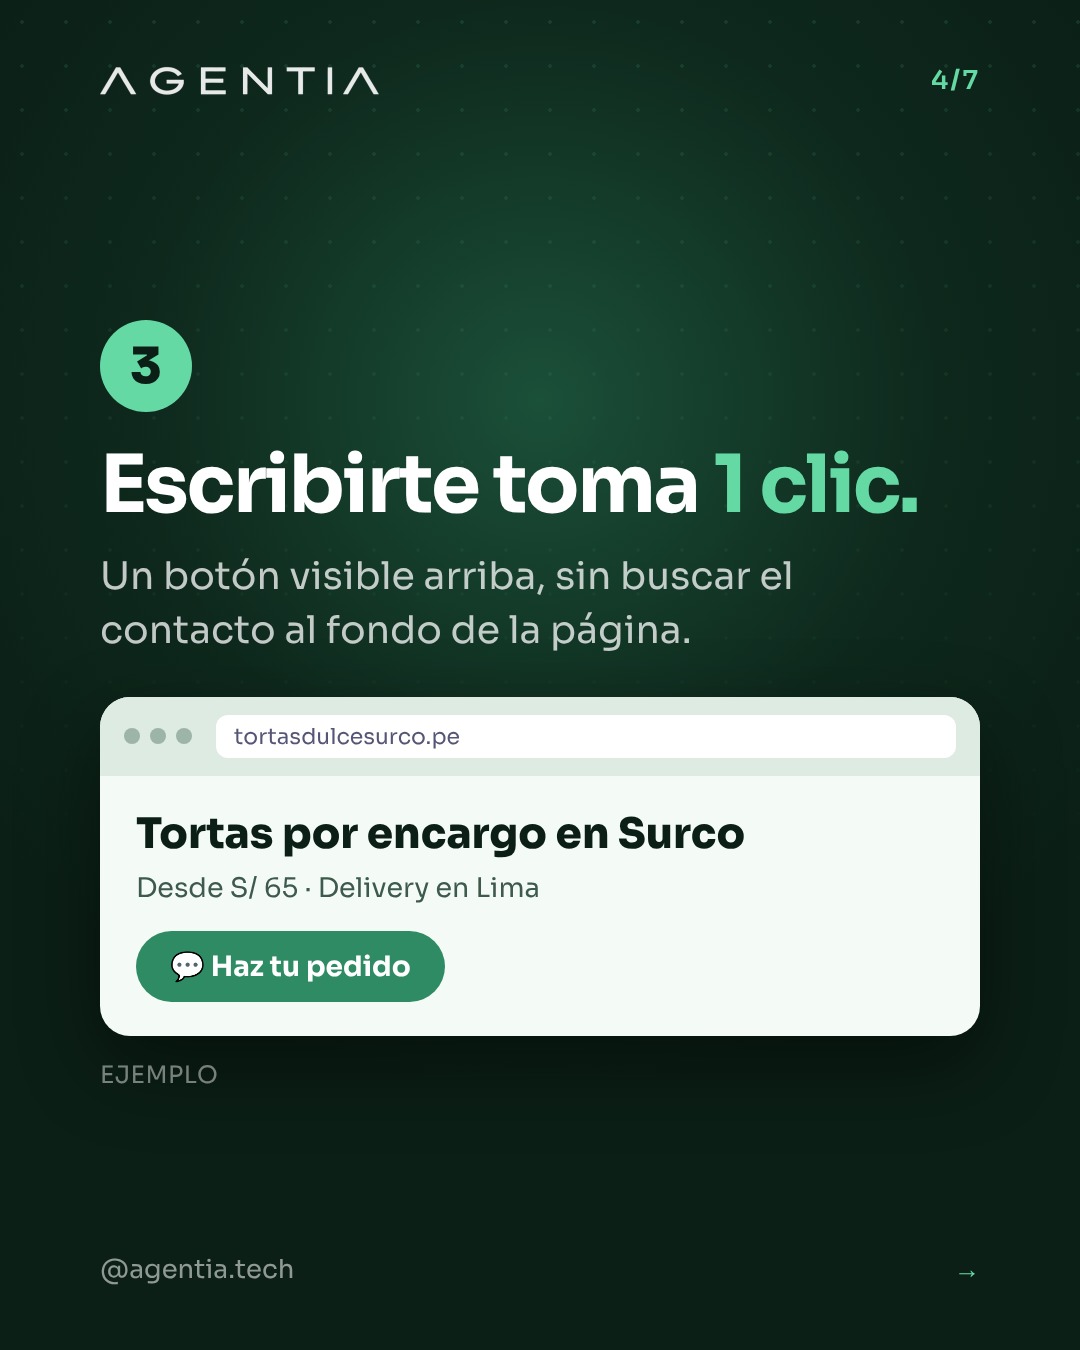 AGENTIA
4/7
3
Escribirte toma 1 clic.
Un botón visible arriba, sin buscar el
contacto al fondo de la página.
tortasdulcesurco.pe
Tortas por encargo en Surco
Desde S/ 65 · Delivery en Lima
💬 Haz tu pedido
EJEMPLO
@agentia.tech
→